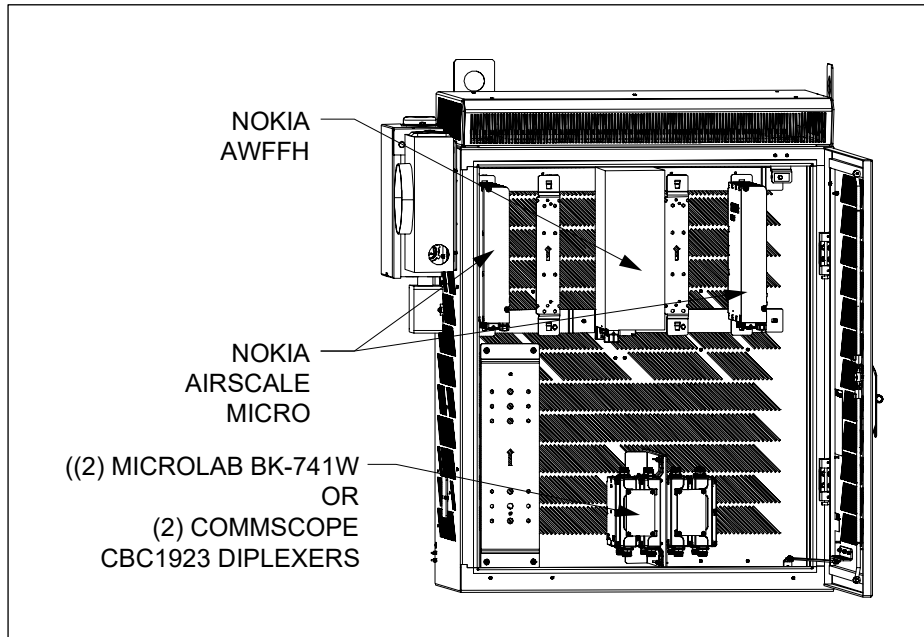 NOKIA
AWFFH
NOKIA
AIRSCALE
MICRO
((2) MICROLAB BK-741W
OR
(2) COMMSCOPE
CBC1923 DIPLEXERS